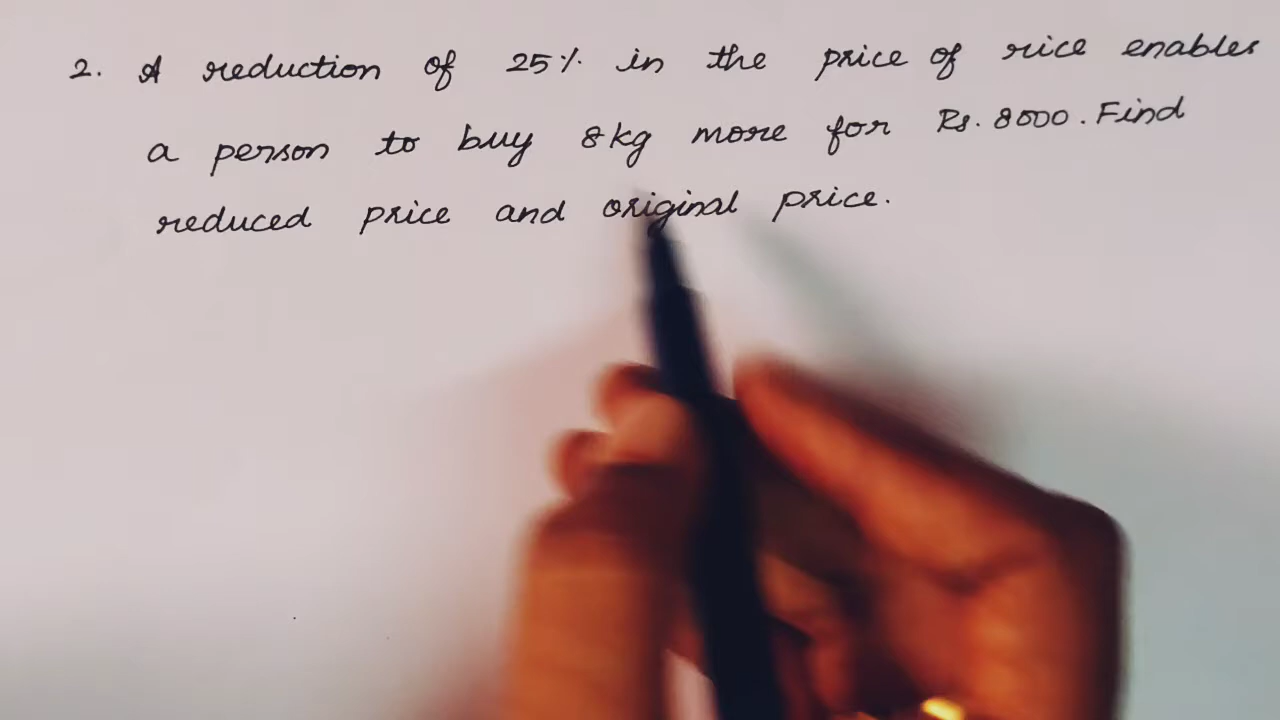 2. A reduction of 25% in the price of rice enables
a person to buy 8kg more for Rs. 8000. Find
reduced price and original price.